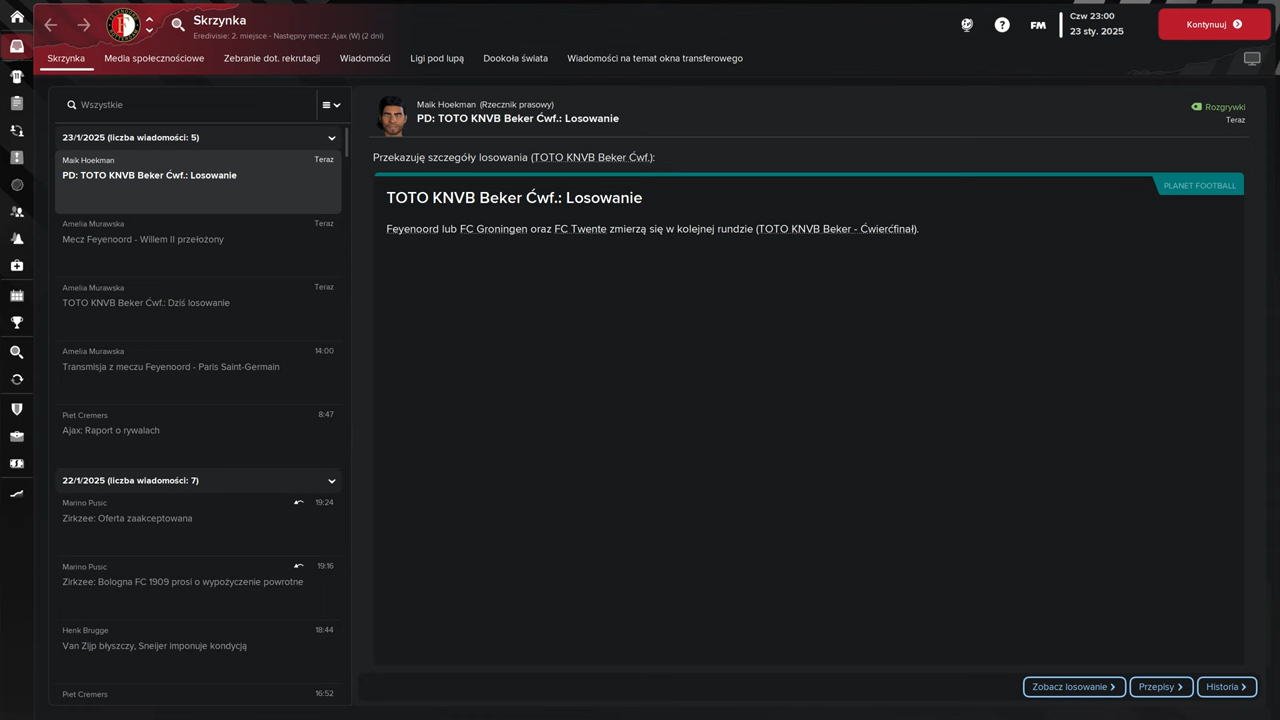 Skrzynka
Eredivisie: 2. miejsce - Następny mecz: Ajax (W) (2 dni)
FM
Czw 23:00
23 sty. 2025
Kontynuuj
Skrzynka
Media społecznościowe
Zebranie dot. rekrutacji
Wiadomości
Ligi pod lupą
Dookoła świata
Wiadomości na temat okna transferowego
Wszystkie
23/1/2025 (liczba wiadomości: 5)
Maik Hoekman
Teraz
PD: TOTO KNVB Beker Ćwf.: Losowanie
Amelia Murawska
Teraz
Mecz Feyenoord - Willem II przełożony
Amelia Murawska
Teraz
TOTO KNVB Beker Ćwf.: Dziś losowanie
Amelia Murawska
14:00
Transmisja z meczu Feyenoord - Paris Saint-Germain
Piet Cremers
8:47
Ajax: Raport o rywalach
22/1/2025 (liczba wiadomości: 7)
Marino Pusic
19:24
Zirkzee: Oferta zaakceptowana
Marino Pusic
19:16
Zirkzee: Bologna FC 1909 prosi o wypożyczenie powrotne
Henk Brugge
18:44
Van Zijp błyszczy, Sneijer imponuje kondycją
Piet Cremers
16:52
Maik Hoekman (Rzecznik prasowy)
PD: TOTO KNVB Beker Ćwf.: Losowanie
Rozgrywki
Teraz
Przekazuję szczegóły losowania (TOTO KNVB Beker Ćwf.):
PLANET FOOTBALL
TOTO KNVB Beker Ćwf.: Losowanie
Feyenoord lub FC Groningen oraz FC Twente zmierzą się w kolejnej rundzie (TOTO KNVB Beker - Ćwierćfinał).
Zobacz losowanie
Przepisy
Historia